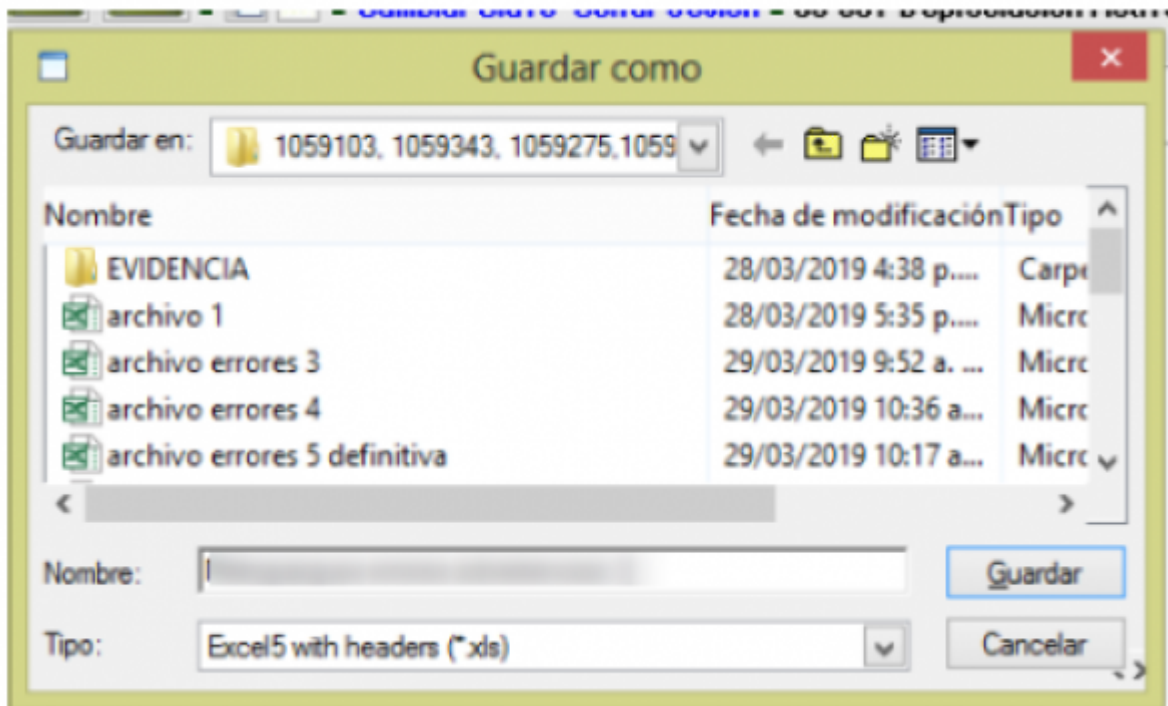 Guardar como
Guardar en: 1059103, 1059343, 1059275,1059
Nombre Fecha de modificación Tipo
EVIDENCIA 28/03/2019 4:38 p.... Carpe
archivo 1 28/03/2019 5:35 p.... Micro
archivo errores 3 29/03/2019 9:52 a. ... Micro
archivo errores 4 29/03/2019 10:36 a... Micro
archivo errores 5 definitiva 29/03/2019 10:17 a... Micro
Nombre: Guardar
Tipo: Excel5 with headers (*.xls) Cancelar